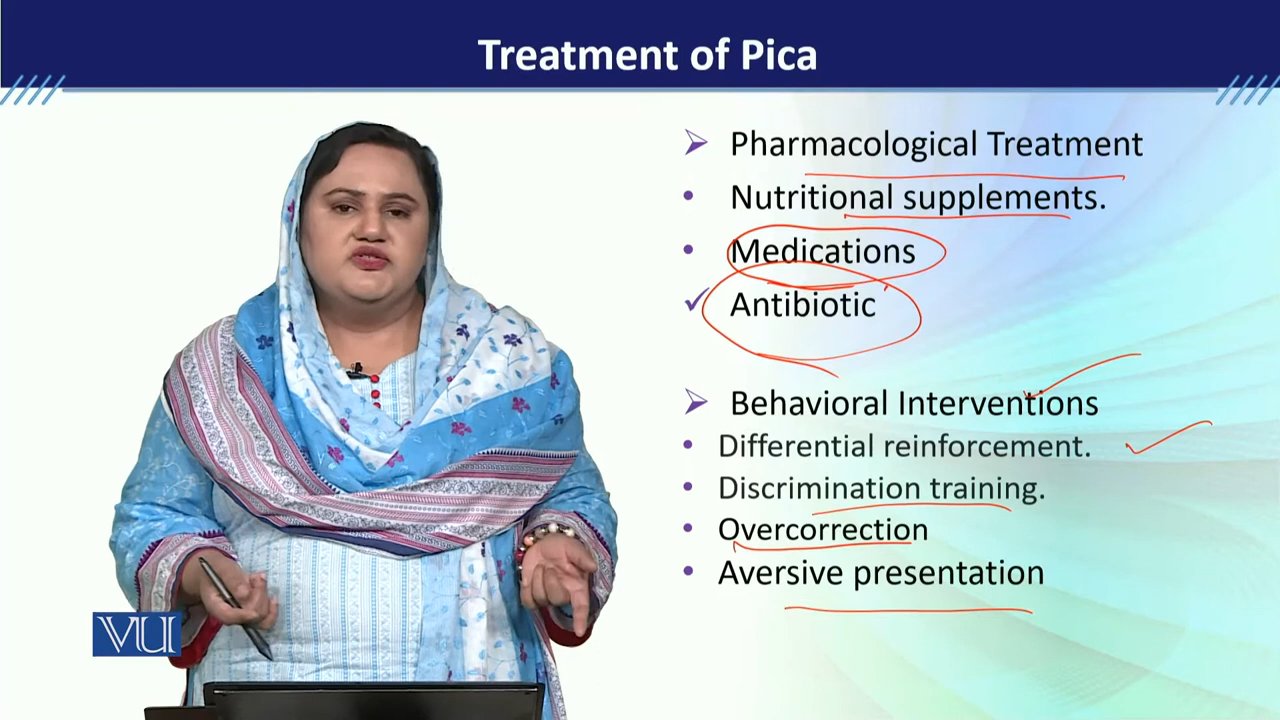 Treatment of Pica
Pharmacological Treatment
Nutritional supplements.
Medications
Antibiotic
Behavioral Interventions
Differential reinforcement.
Discrimination training.
Overcorrection
Aversive presentation
VU